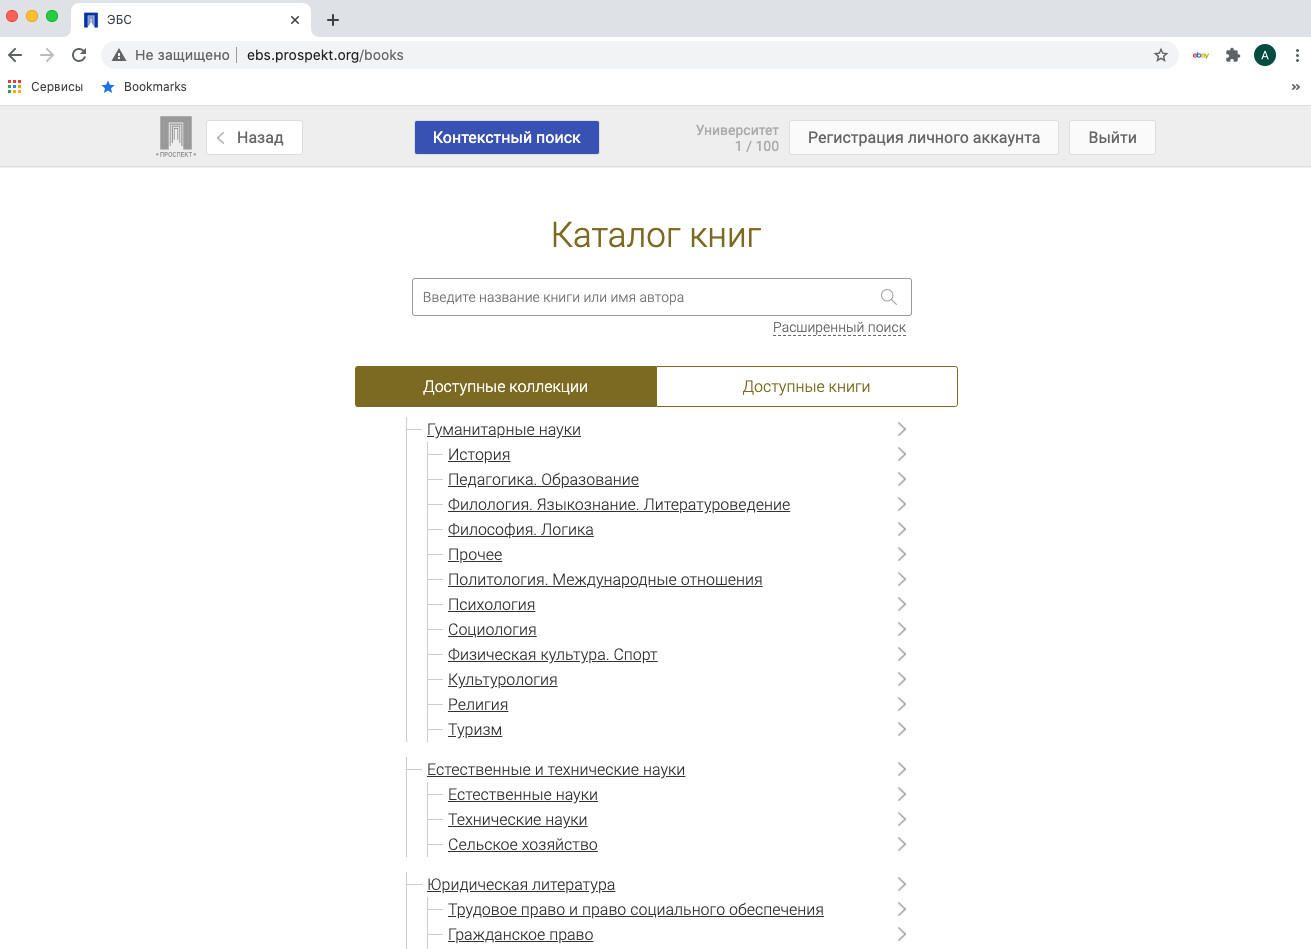 ЭБС
Не защищено
ebs.prospekt.org/books
ebay
A
Сервисы
Bookmarks
ПРОСПЕКТ
Назад
Контекстный поиск
Университет
1 / 100
Регистрация личного аккаунта
Выйти
Каталог книг
Введите название книги или имя автора
Расширенный поиск
Доступные коллекции
Доступные книги
Гуманитарные науки
История
Педагогика. Образование
Филология. Языкознание. Литературоведение
Философия. Логика
Прочее
Политология. Международные отношения
Психология
Социология
Физическая культура. Спорт
Культурология
Религия
Туризм
Естественные и технические науки
Естественные науки
Технические науки
Сельское хозяйство
Юридическая литература
Трудовое право и право социального обеспечения
Гражданское право